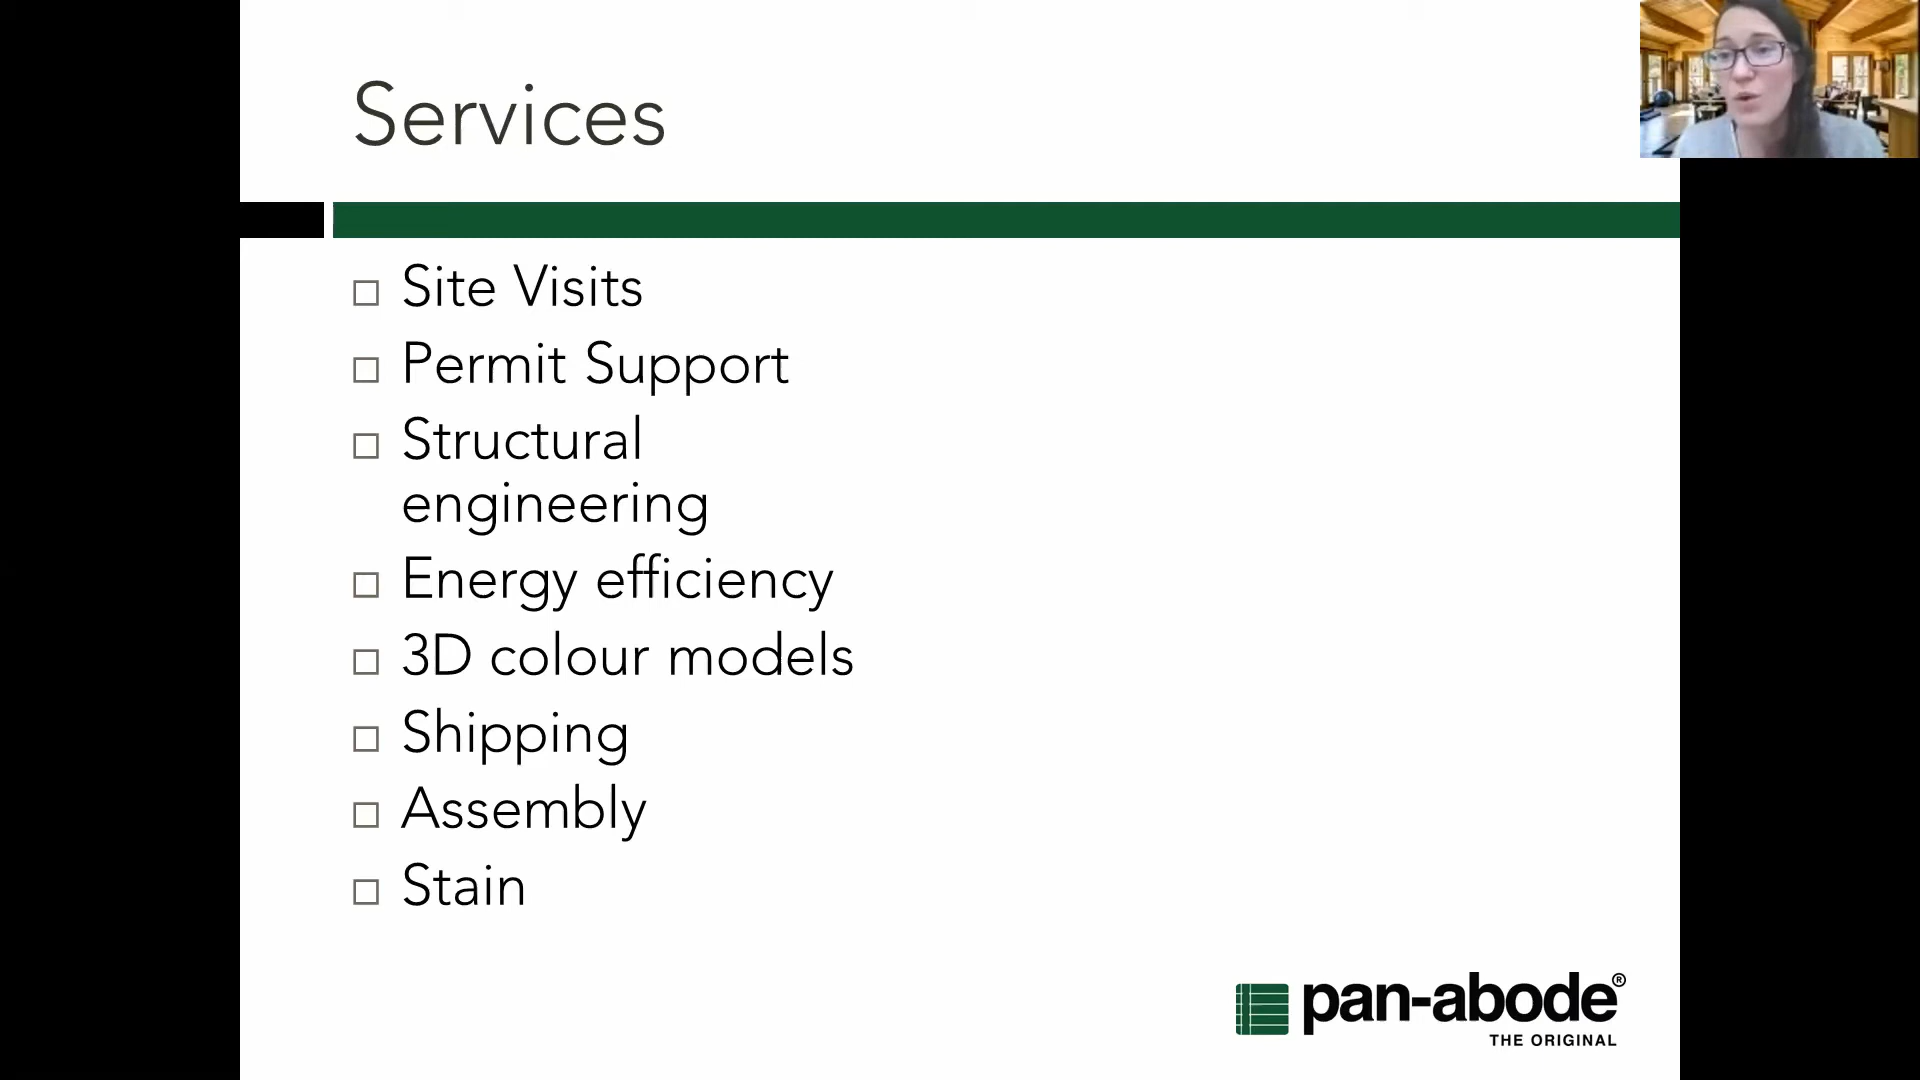 Services
Site Visits
Permit Support
Structural
engineering
Energy efficiency
3D colour models
Shipping
Assembly
Stain
pan-abode®
THE ORIGINAL